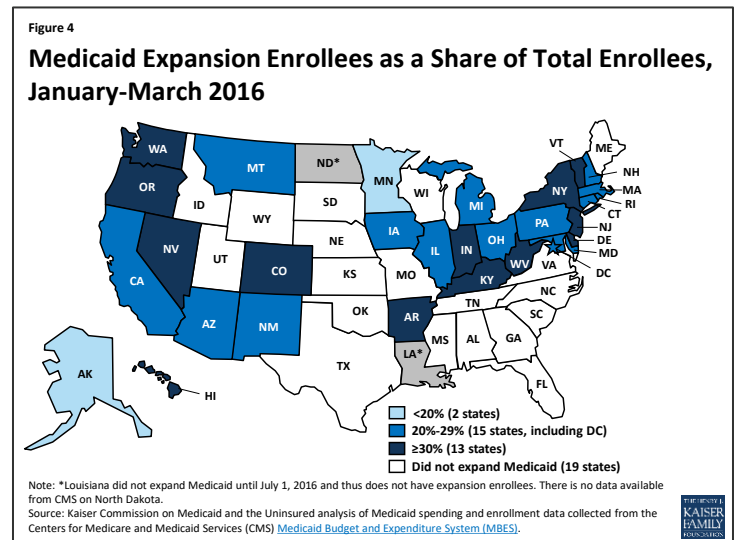 Figure 4
Medicaid Expansion Enrollees as a Share of Total Enrollees,
January-March 2016
WA
OR
CA
NV
ID
MT
WY
UT
AZ
CO
NM
ND*
SD
NE
KS
OK
TX
MN
IA
MO
AR
LA*
WI
IL
MI
IN
OH
KY
TN
MS
AL
GA
FL
SC
NC
VA
WV
PA
NY
VT
ME
NH
MA
RI
CT
NJ
DE
MD
DC
AK
HI
<20% (2 states)
20%-29% (15 states, including DC)
≥30% (13 states)
Did not expand Medicaid (19 states)
Note: *Louisiana did not expand Medicaid until July 1, 2016 and thus does not have expansion enrollees. There is no data available
from CMS on North Dakota.
Source: Kaiser Commission on Medicaid and the Uninsured analysis of Medicaid spending and enrollment data collected from the
Centers for Medicare and Medicaid Services (CMS) Medicaid Budget and Expenditure System (MBES).
THE HENRY J.
KAISER
FAMILY
FOUNDATION